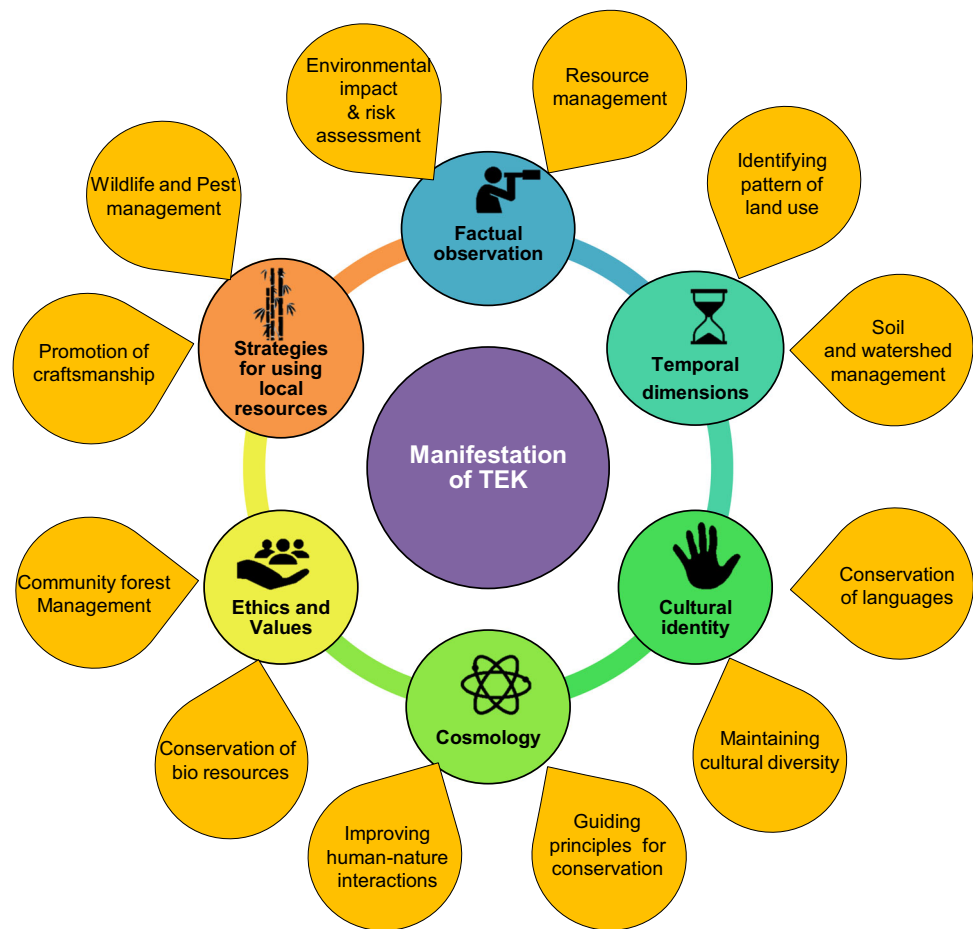 Environmental
impact
& risk
assessment
Resource
management
Wildlife and Pest
management
Identifying
pattern of
land use
Factual
observation
Promotion of
craftsmanship
Strategies
for using
local
resources
Temporal
dimensions
Soil
and watershed
management
Manifestation
of TEK
Community forest
Management
Ethics and
Values
Cultural
identity
Conservation
of languages
Cosmology
Conservation of
bio resources
Maintaining
cultural diversity
Improving
human-nature
interactions
Guiding
principles for
conservation